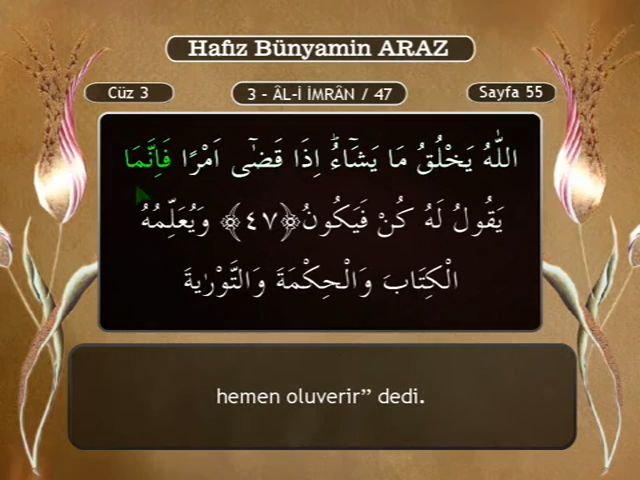 Hafız Bünyamin ARAZ
Cüz 3
3 - ÂL-İ İMRÂN / 47
Sayfa 55
اللّٰهُ يَخْلُقُ مَا يَشَٓاءُۜ اِذَا قَضٰٓى اَمْرًا فَاِنَّمَا
يَقُولُ لَهُ كُنْ فَيَكُونُ ﴿٤٧﴾ وَيُعَلِّمُهُ
الْكِتَابَ وَالْحِكْمَةَ وَالتَّوْرٰيةَ
hemen oluverir” dedi.